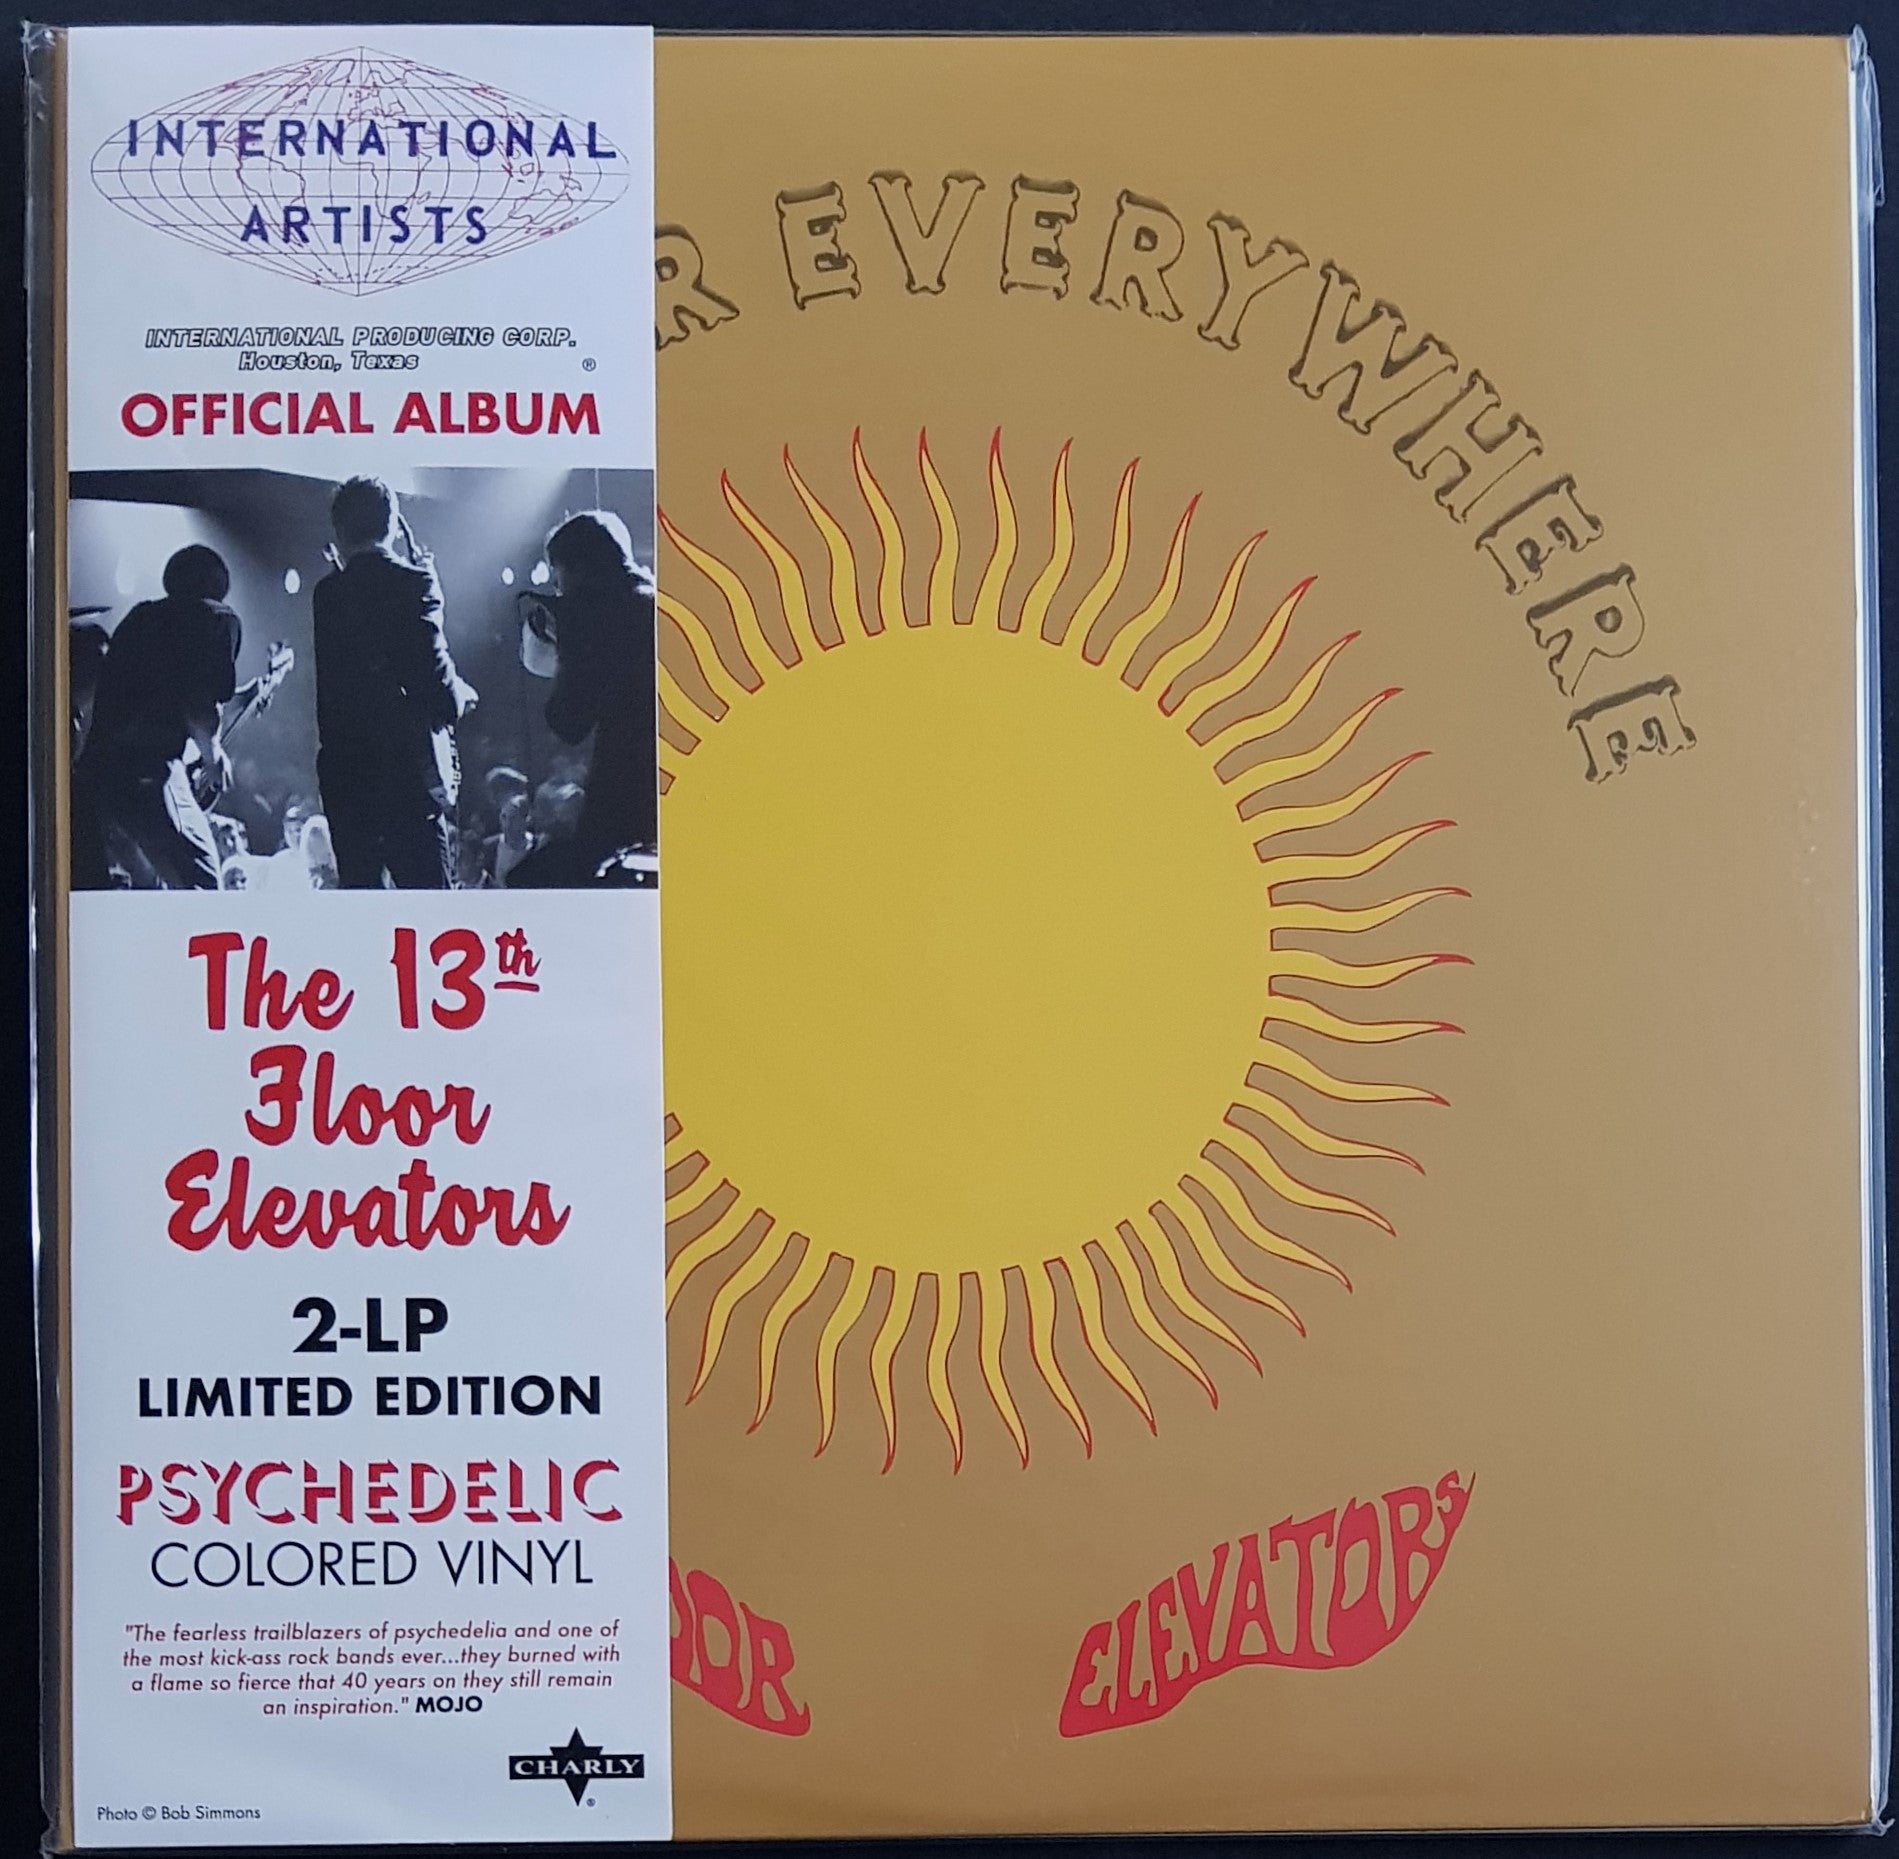 INTERNATIONAL
ARTISTS
INTERNATIONAL PRODUCING CORP.
Houston, Texas ®
OFFICIAL ALBUM
The 13th
Floor
Elevators
2-LP
LIMITED EDITION
PSYCHEDELIC
COLORED VINYL
"The fearless trailblazers of psychedelia and one of
the most kick-ass rock bands ever...they burned with
a flame so fierce that 40 years on they still remain
an inspiration." MOJO
CHARLY ®
Photo © Bob Simmons
R EVERYWHERE
OOR ELEVATORS